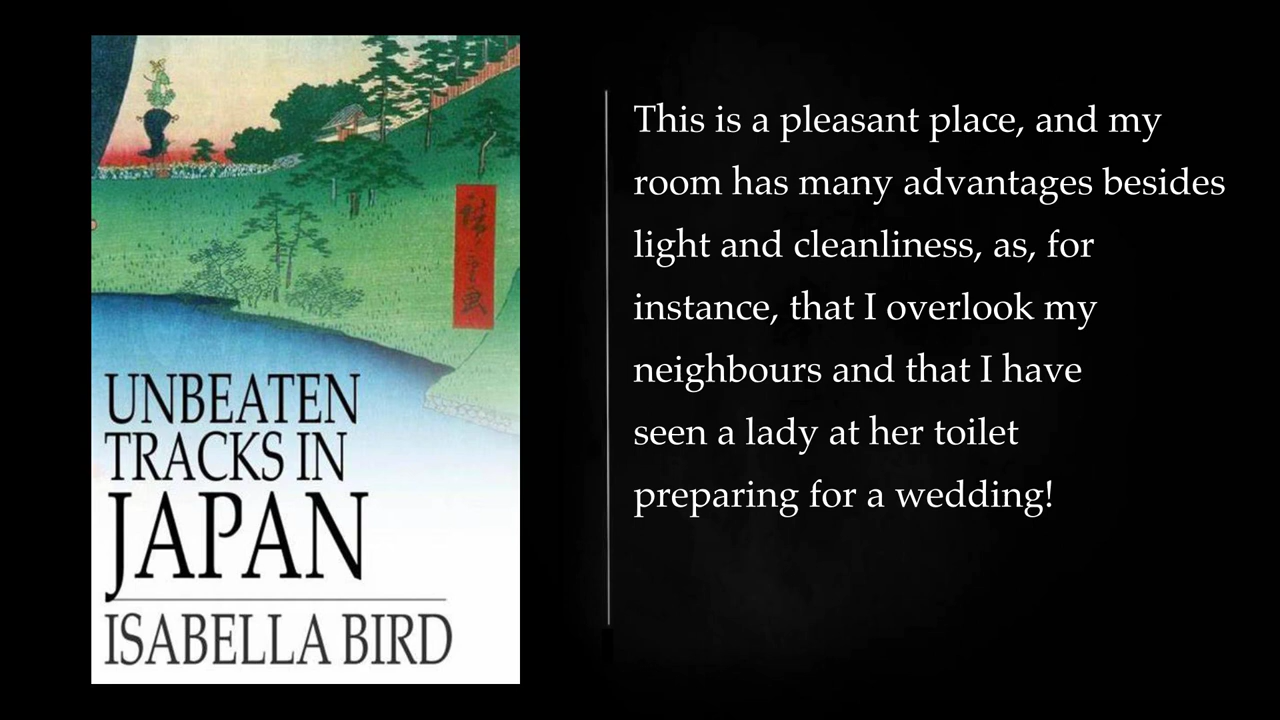 UNBEATEN
TRACKS IN
JAPAN
ISABELLA BIRD
This is a pleasant place, and my
room has many advantages besides
light and cleanliness, as, for
instance, that I overlook my
neighbours and that I have
seen a lady at her toilet
preparing for a wedding!